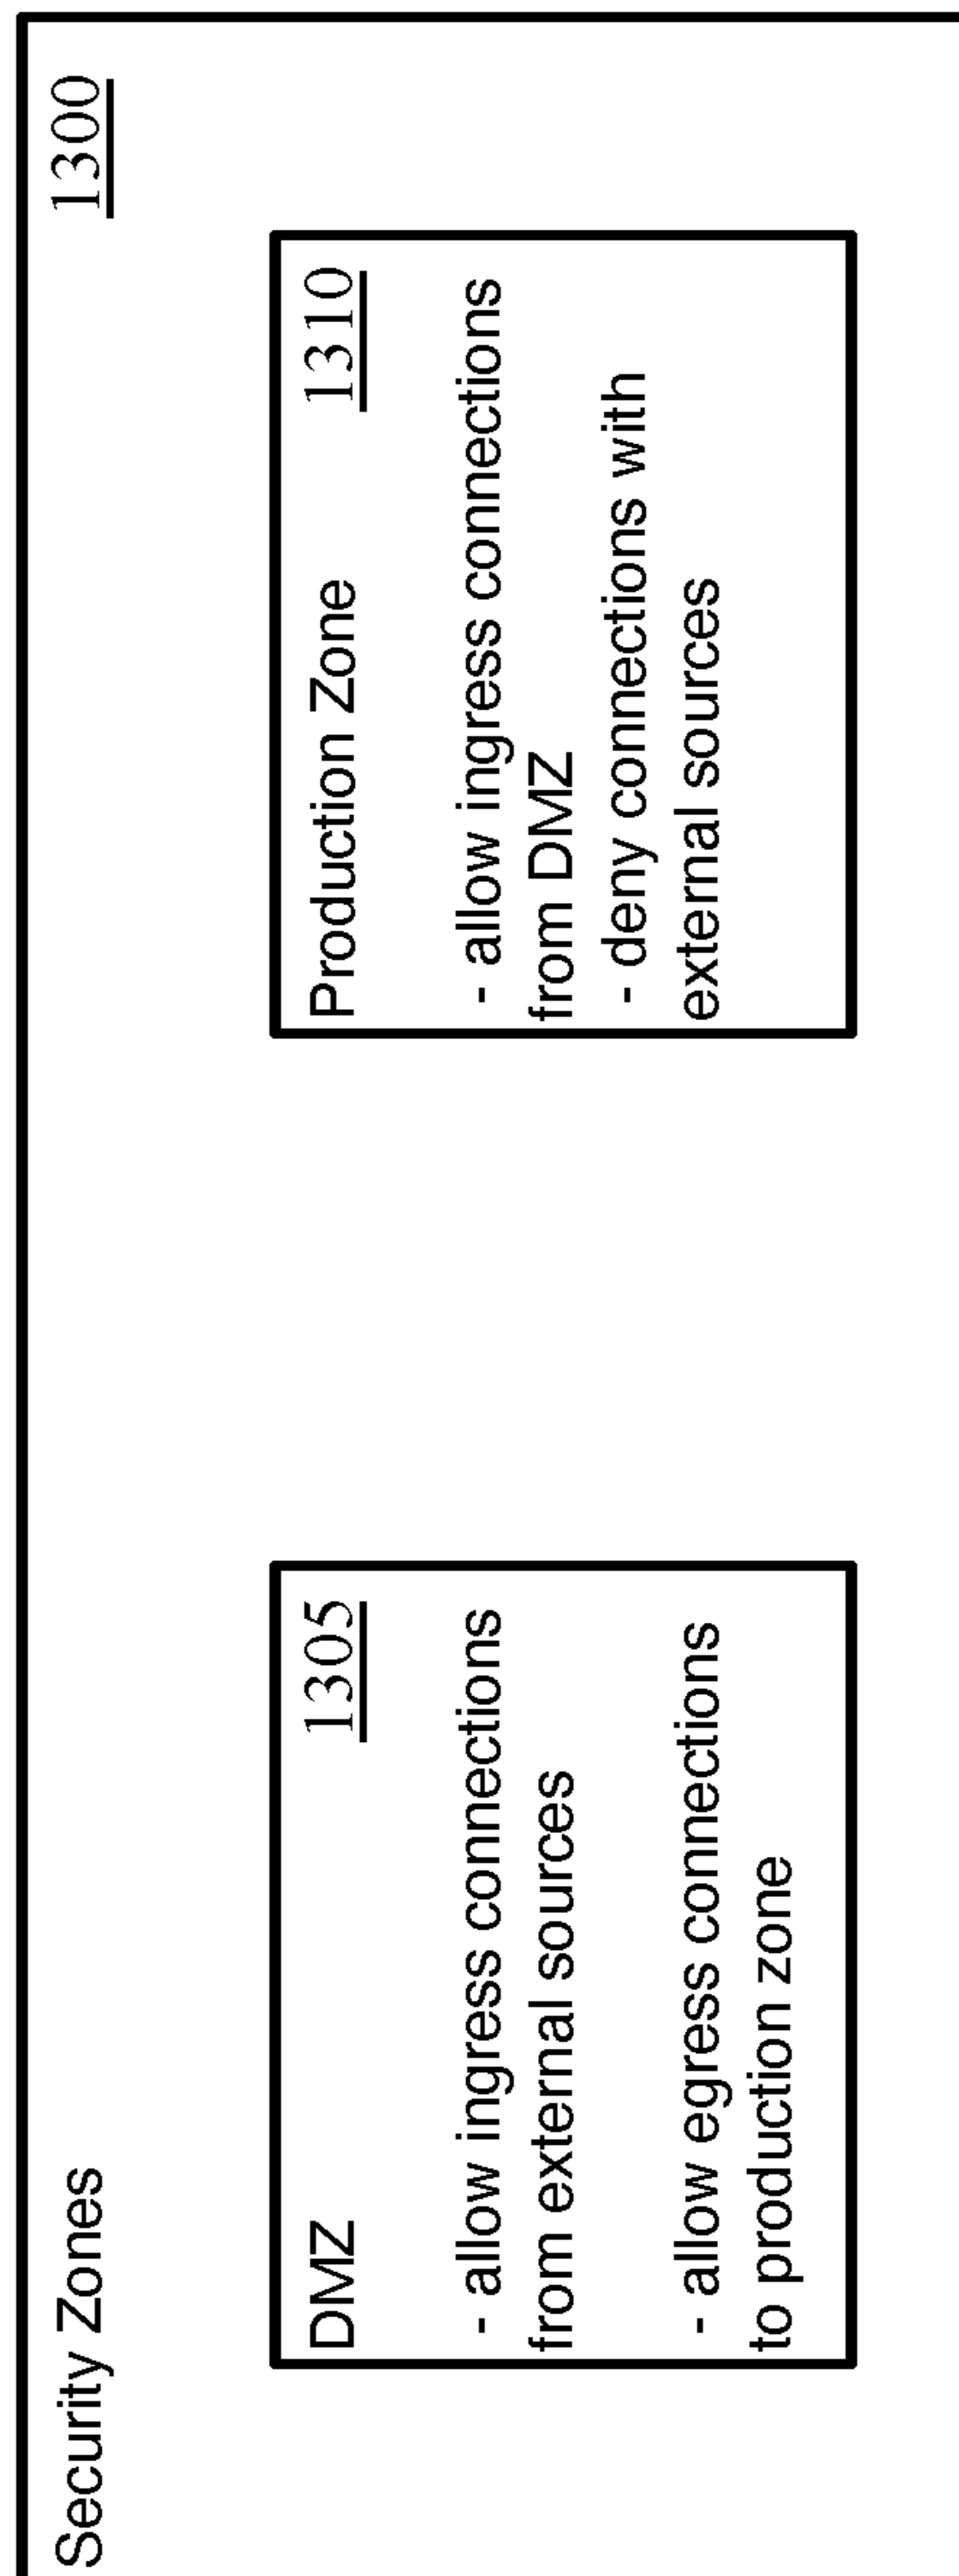 Security Zones 1300
DMZ 1305
- allow ingress connections
from external sources
- allow egress connections
to production zone
Production Zone 1310
- allow ingress connections
from DMZ
- deny connections with
external sources